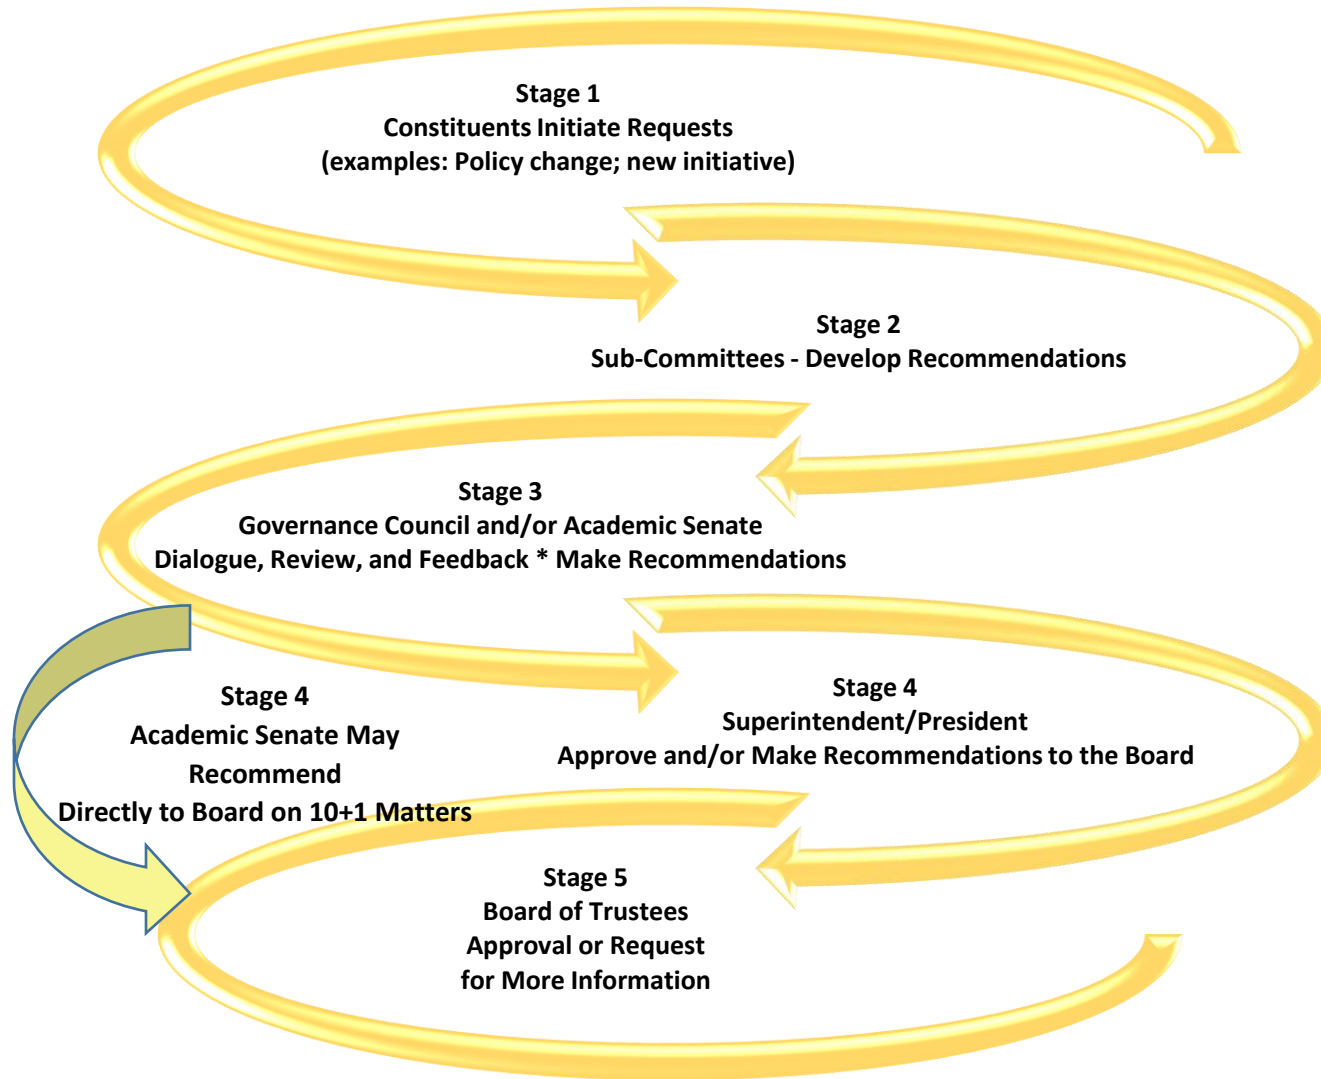 Stage 1
Constituents Initiate Requests
(examples: Policy change; new initiative)
Stage 2
Sub-Committees - Develop Recommendations
Stage 3
Governance Council and/or Academic Senate
Dialogue, Review, and Feedback * Make Recommendations
Stage 4
Academic Senate May
Recommend
Directly to Board on 10+1 Matters
Stage 4
Superintendent/President
Approve and/or Make Recommendations to the Board
Stage 5
Board of Trustees
Approval or Request
for More Information